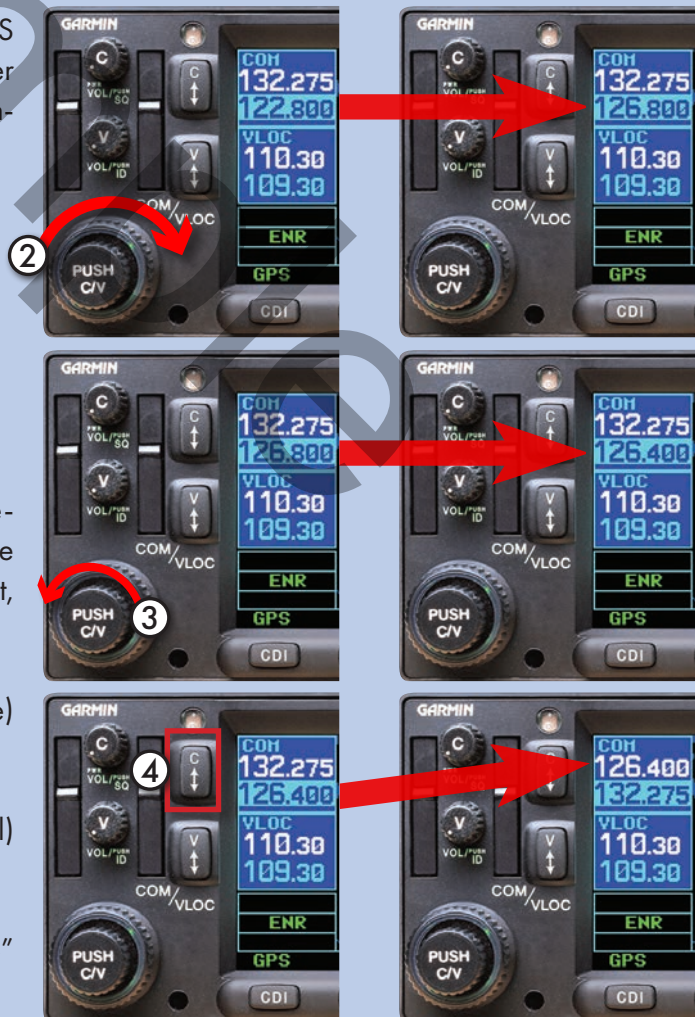 GARMIN
C
PWR
VOL/PUSH
SQ
C
COM
132.275
122.800
V
VOL/PUSH
ID
V
VLOC
110.30
109.30
COM/VLOC
ENR
2
PUSH
C/V
GPS
CDI
GARMIN
C
PWR
VOL/PUSH
C
COM
132.275
126.800
V
VOL/PUSH
ID
V
VLOC
110.30
109.30
COM/VLOC
ENR
PUSH
C/V
GPS
CDI
GARMIN
C
PWR
VOL/PUSH
SQ
C
COM
132.275
126.800
V
VOL/PUSH
ID
V
VLOC
110.30
109.30
COM/VLOC
ENR
PUSH
C/V
3
GPS
CDI
GARMIN
C
PWR
VOL/PUSH
C
COM
132.275
126.400
V
VOL/PUSH
ID
V
VLOC
110.30
109.30
COM/VLOC
ENR
PUSH
C/V
GPS
CDI
GARMIN
C
PWR
VOL/PUSH
SQ
4
C
COM
132.275
126.400
V
VOL/PUSH
ID
V
VLOC
110.30
109.30
COM/VLOC
ENR
PUSH
C/V
GPS
CDI
GARMIN
C
PWR
VOL/PUSH
C
COM
126.400
132.275
V
VOL/PUSH
ID
V
VLOC
110.30
109.30
COM/VLOC
ENR
PUSH
C/V
GPS
CDI